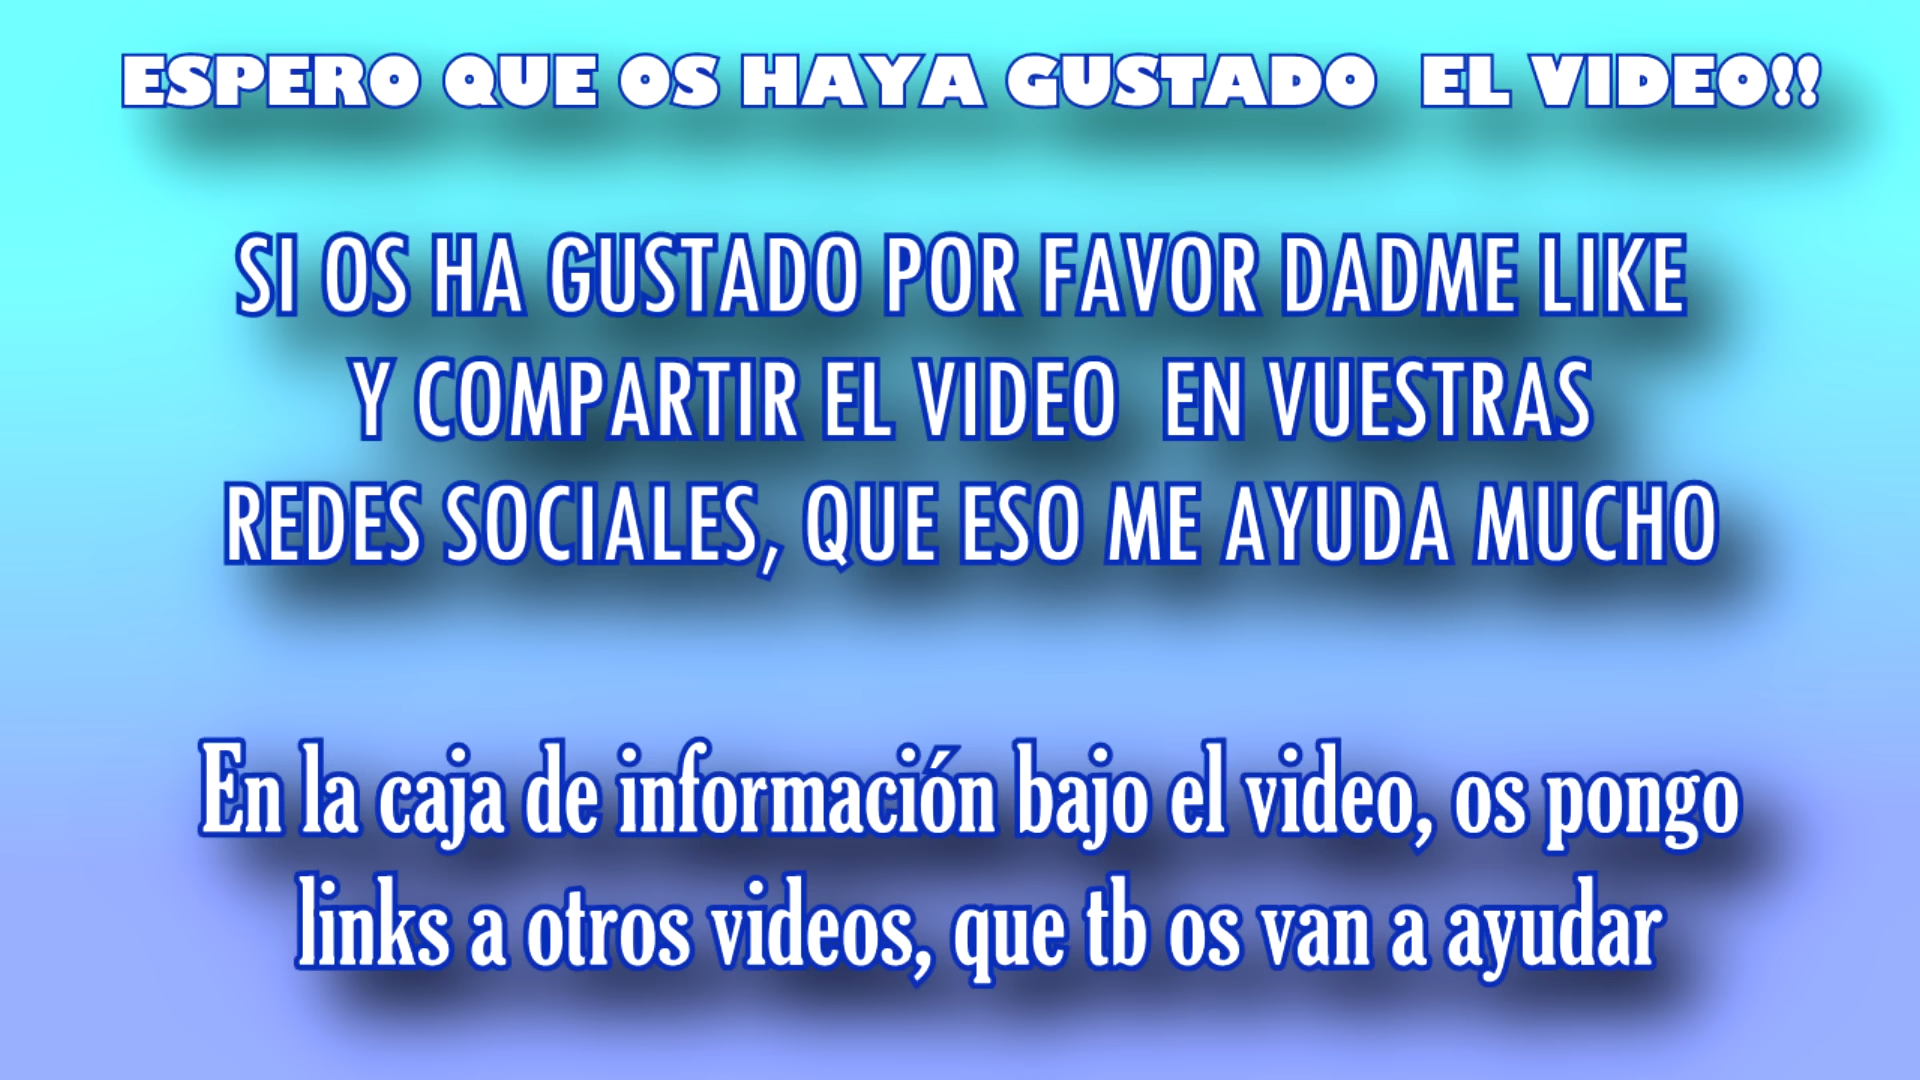 ESPERO QUE OS HAYA GUSTADO EL VIDEO!!
SI OS HA GUSTADO POR FAVOR DADME LIKE
Y COMPARTIR EL VIDEO EN VUESTRAS
REDES SOCIALES, QUE ESO ME AYUDA MUCHO
En la caja de información bajo el video, os pongo
links a otros videos, que tb os van a ayudar